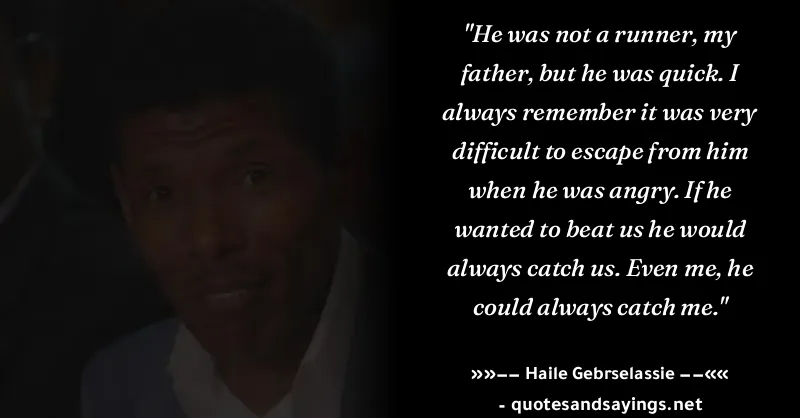 "He was not a runner, my
father, but he was quick. I
always remember it was very
difficult to escape from him
when he was angry. If he
wanted to beat us he would
always catch us. Even me, he
could always catch me."
»»–– Haile Gebrselassie ––««
- quotesandsayings.net